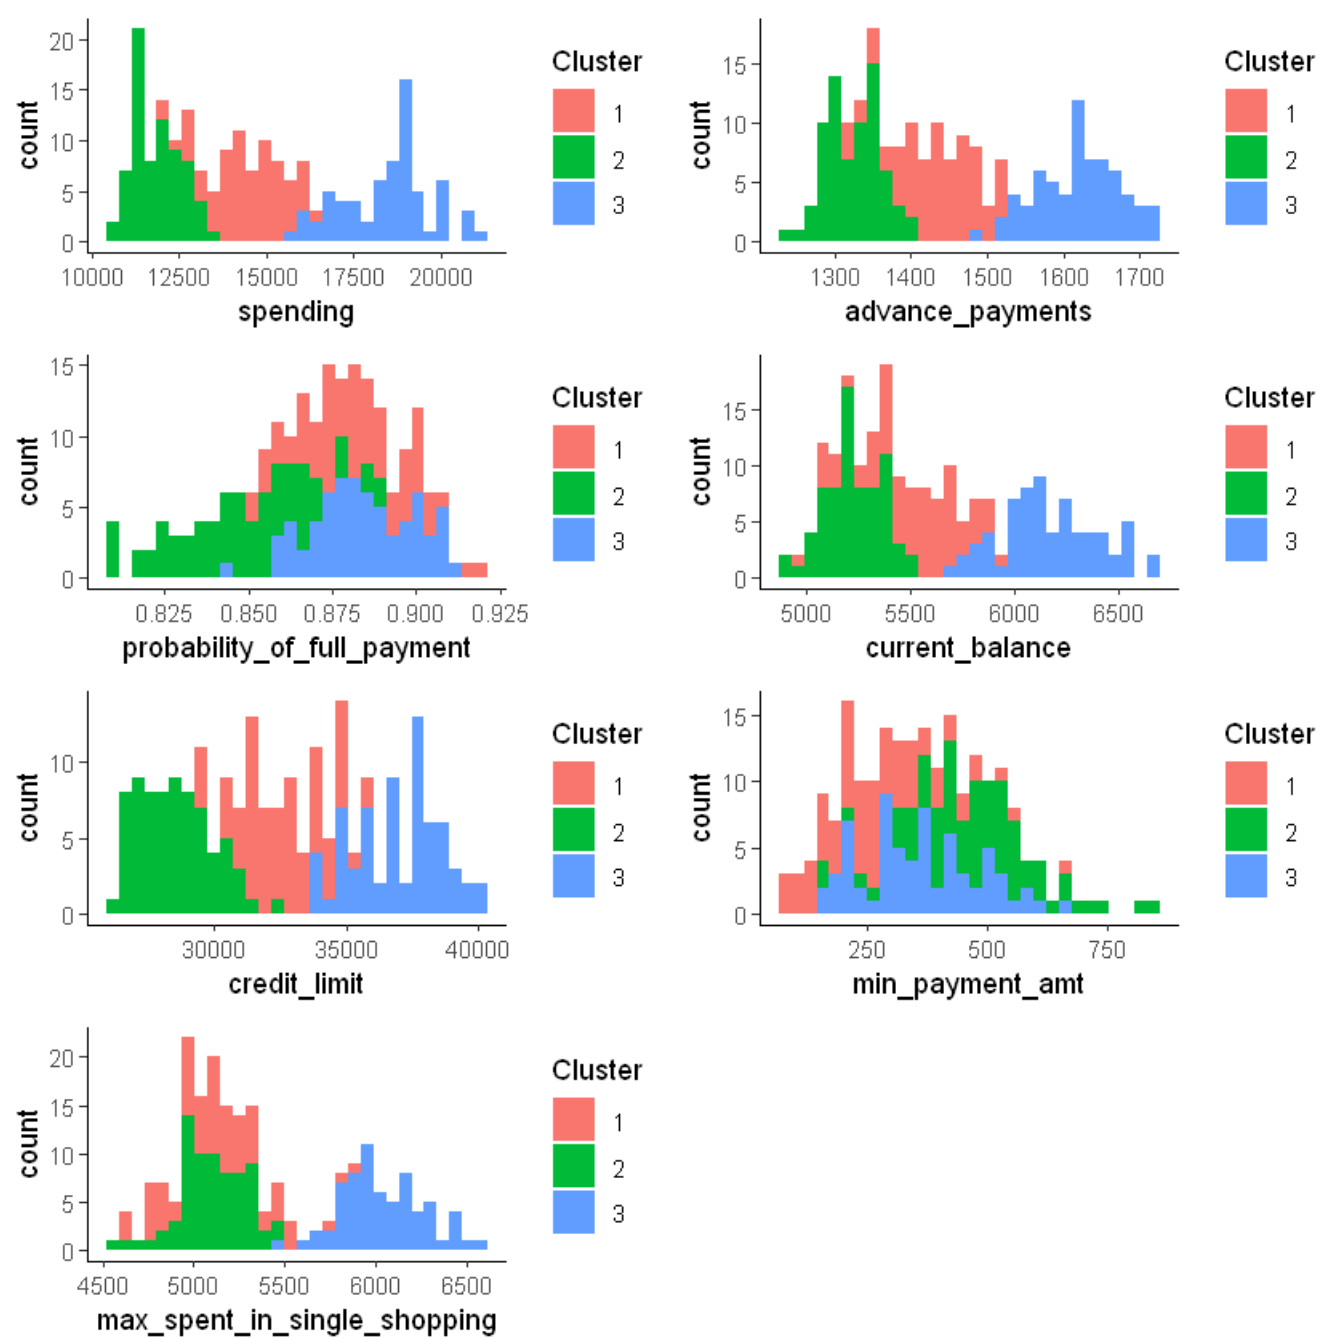 count
20
15
10
5
0
10000 12500 15000 17500 20000
spending
Cluster
1
2
3
count
15
10
5
0
1300 1400 1500 1600 1700
advance_payments
Cluster
1
2
3
count
15
10
5
0
0.825 0.850 0.875 0.900 0.925
probability_of_full_payment
Cluster
1
2
3
count
15
10
5
0
5000 5500 6000 6500
current_balance
Cluster
1
2
3
count
10
5
0
30000 35000 40000
credit_limit
Cluster
1
2
3
count
15
10
5
0
250 500 750
min_payment_amt
Cluster
1
2
3
count
20
15
10
5
0
4500 5000 5500 6000 6500
max_spent_in_single_shopping
Cluster
1
2
3